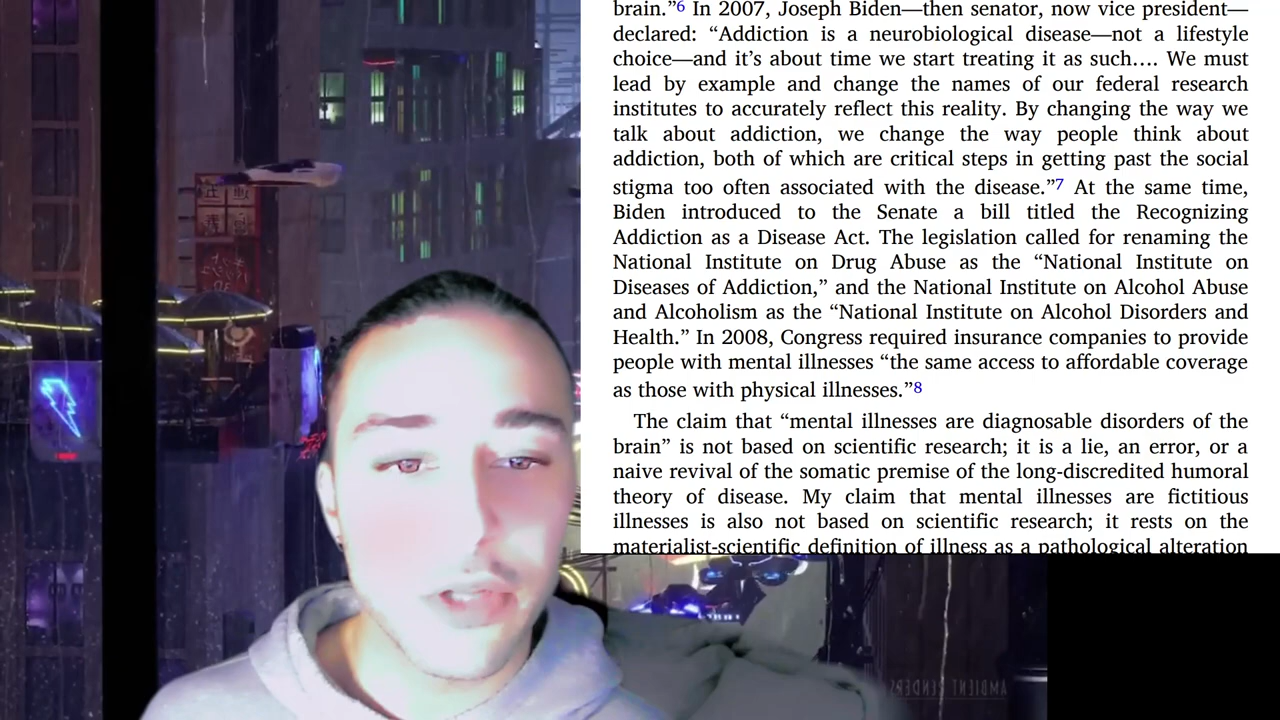 brain.”6 In 2007, Joseph Biden—then senator, now vice president—
declared: “Addiction is a neurobiological disease—not a lifestyle
choice—and it’s about time we start treating it as such…. We must
lead by example and change the names of our federal research
institutes to accurately reflect this reality. By changing the way we
talk about addiction, we change the way people think about
addiction, both of which are critical steps in getting past the social
stigma too often associated with the disease.”7 At the same time,
Biden introduced to the Senate a bill titled the Recognizing
Addiction as a Disease Act. The legislation called for renaming the
National Institute on Drug Abuse as the “National Institute on
Diseases of Addiction,” and the National Institute on Alcohol Abuse
and Alcoholism as the “National Institute on Alcohol Disorders and
Health.” In 2008, Congress required insurance companies to provide
people with mental illnesses “the same access to affordable coverage
as those with physical illnesses.”8
The claim that “mental illnesses are diagnosable disorders of the
brain” is not based on scientific research; it is a lie, an error, or a
naive revival of the somatic premise of the long-discredited humoral
theory of disease. My claim that mental illnesses are fictitious
illnesses is also not based on scientific research; it rests on the
materialist-scientific definition of illness as a pathological alteration
AMBIENT RENDERS